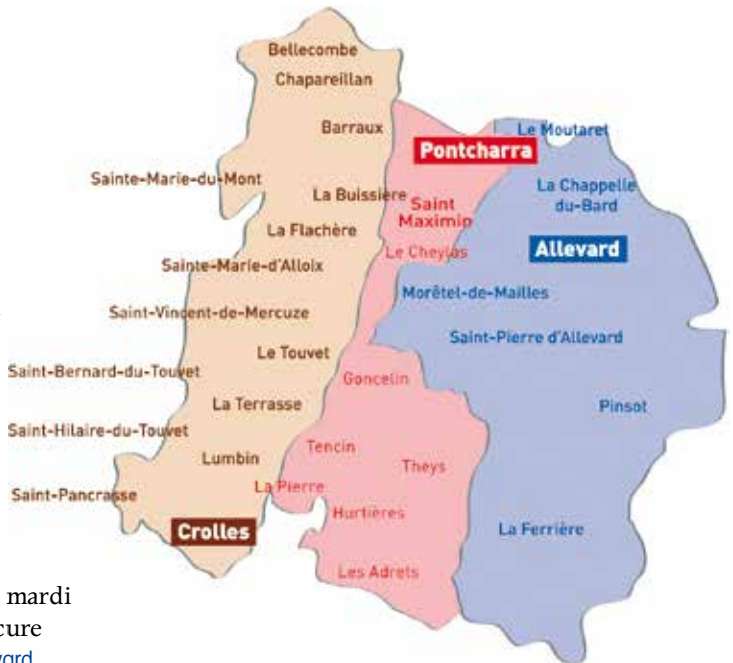 Bellecombe
Chapareillan
Barraux
Sainte-Marie-du-Mont
La Buissière
La Flachère
Sainte-Marie-d'Alloix
Saint-Vincent-de-Mercuze
Le Touvet
Saint-Bernard-du-Touvet
La Terrasse
Saint-Hilaire-du-Touvet
Lumbin
Saint-Pancrasse
Crolles
Pontcharra
Saint
Maximin
Le Cheylas
Goncelin
Tencin
Theys
La Pierre
Hurtières
Les Adrets
Le Moutaret
La Chappelle
du-Bard
Allevard
Morêtel-de-Mailles
Saint-Pierre d'Allevard
Pinsot
La Ferrière
mardi
cure